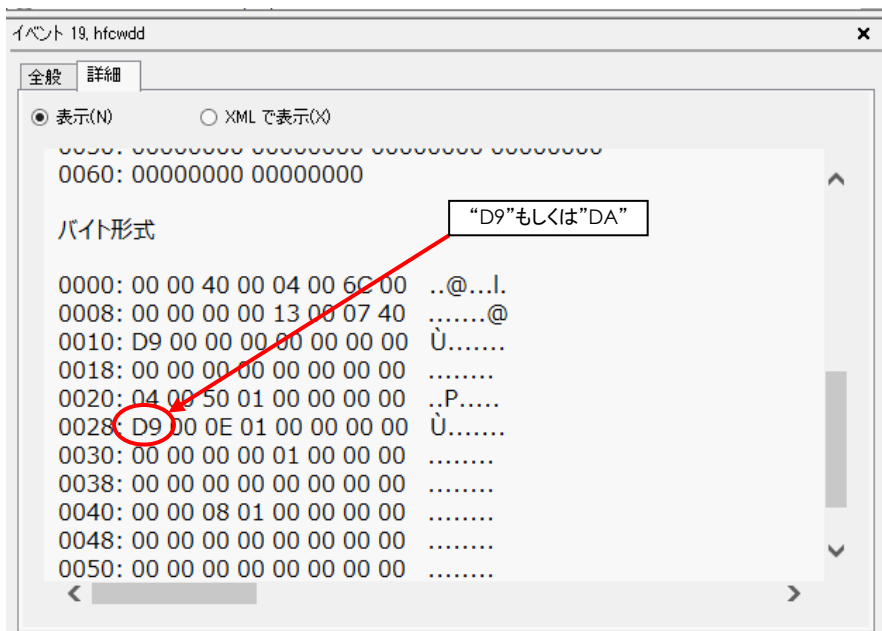 イベント 19, hfcwdd
全般 詳細
表示(N) XML で表示(X)
0060: 00000000 00000000
“D9”もしくは”DA”
バイト形式
0000: 00 00 40 00 04 00 6C 00 ..@...l.
0008: 00 00 00 00 13 00 07 40 .......@
0010: D9 00 00 00 00 00 00 00 Ù.......
0018: 00 00 00 00 00 00 00 00 ........
0020: 04 00 50 01 00 00 00 00 ..P.....
0028: D9 00 0E 01 00 00 00 00 Ù.......
0030: 00 00 00 00 01 00 00 00 ........
0038: 00 00 00 00 00 00 00 00 ........
0040: 00 00 08 01 00 00 00 00 ........
0048: 00 00 00 00 00 00 00 00 ........
0050: 00 00 00 00 00 00 00 00 ........